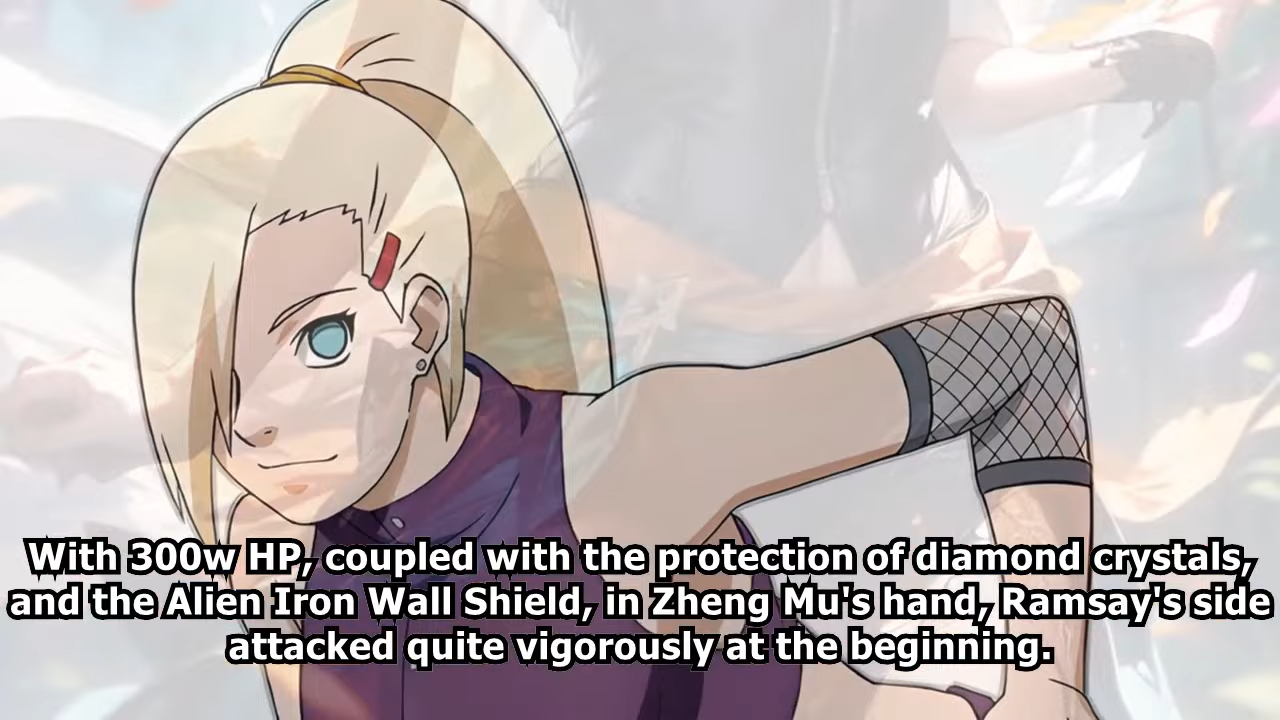 With 300w HP, coupled with the protection of diamond crystals,
and the Alien Iron Wall Shield, in Zheng Mu's hand, Ramsay's side
attacked quite vigorously at the beginning.